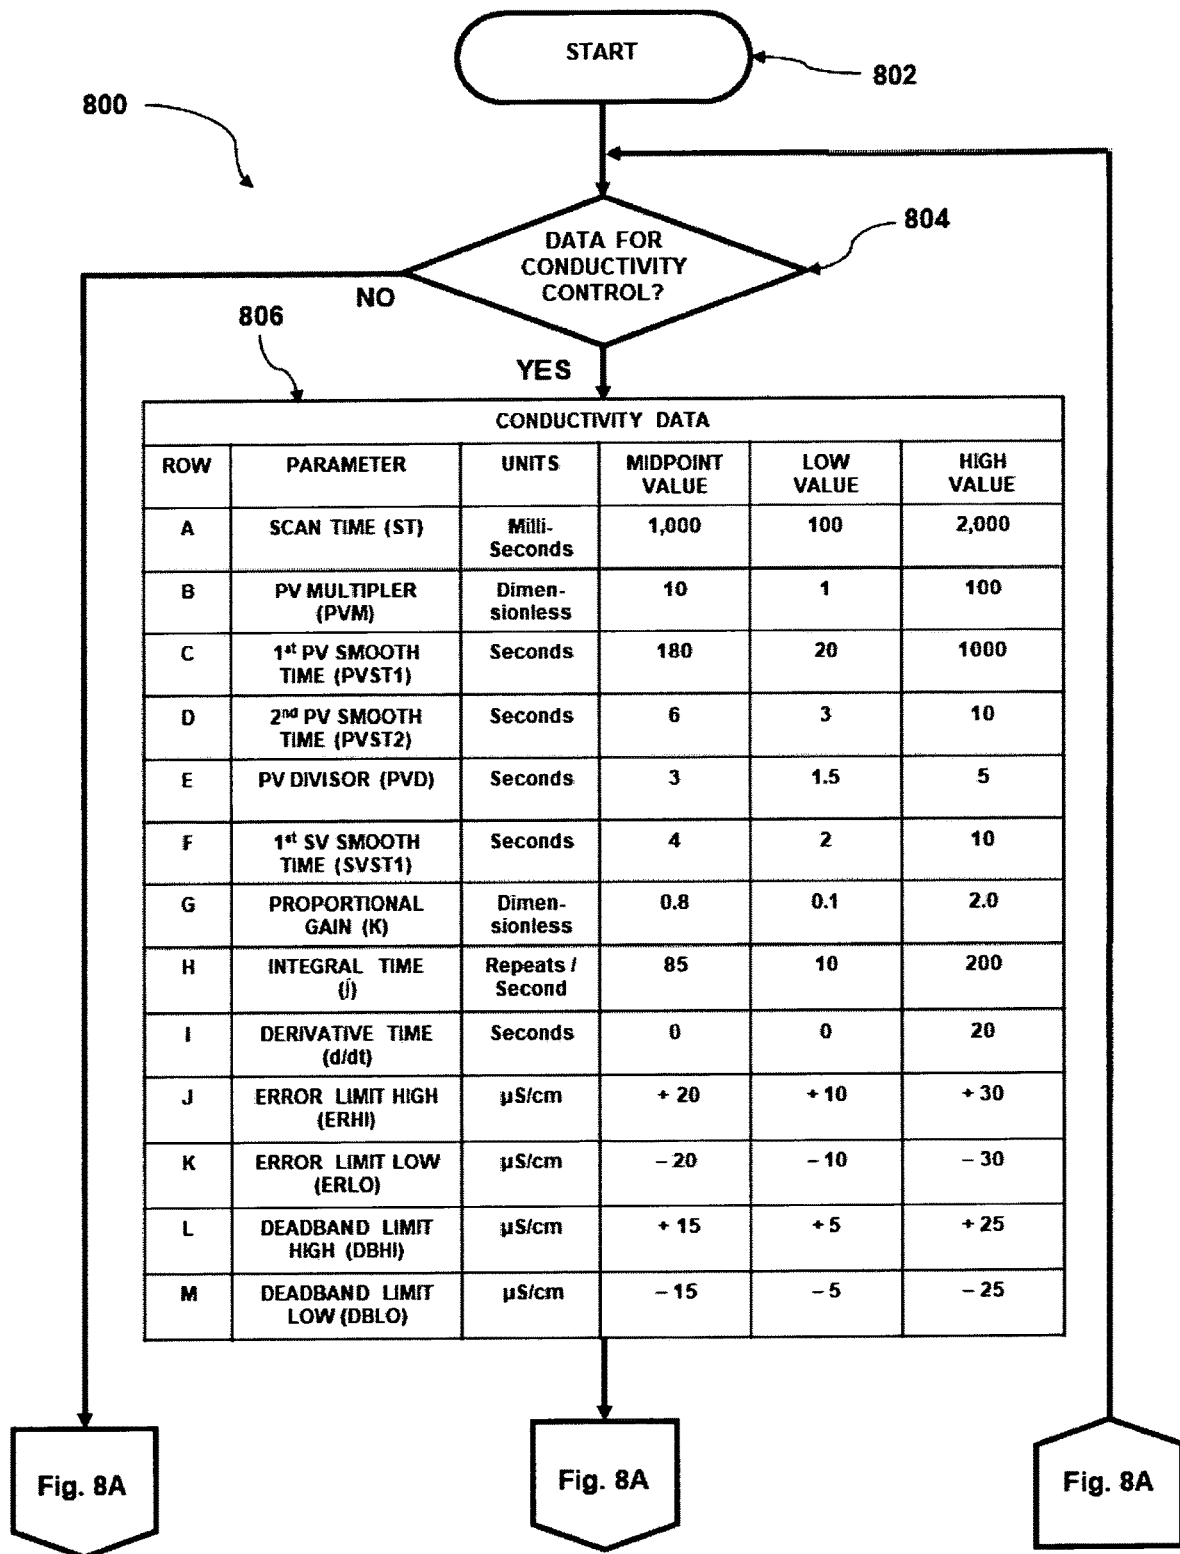 START
802
800
804
DATA FOR
CONDUCTIVITY
CONTROL?
NO
806
YES
CONDUCTIVITY DATA
ROW PARAMETER UNITS MIDPOINT VALUE LOW VALUE HIGH VALUE
A SCAN TIME (ST) Milli-Seconds 1,000 100 2,000
B PV MULTIPLER (PVM) Dimen-sionless 10 1 100
C 1st PV SMOOTH TIME (PVST1) Seconds 180 20 1000
D 2nd PV SMOOTH TIME (PVST2) Seconds 6 3 10
E PV DIVISOR (PVD) Seconds 3 1.5 5
F 1st SV SMOOTH TIME (SVST1) Seconds 4 2 10
G PROPORTIONAL GAIN (K) Dimen-sionless 0.8 0.1 2.0
H INTEGRAL TIME (∫) Repeats / Second 85 10 200
I DERIVATIVE TIME (d/dt) Seconds 0 0 20
J ERROR LIMIT HIGH (ERHI) µS/cm + 20 + 10 + 30
K ERROR LIMIT LOW (ERLO) µS/cm – 20 – 10 – 30
L DEADBAND LIMIT HIGH (DBHI) µS/cm + 15 + 5 + 25
M DEADBAND LIMIT LOW (DBLO) µS/cm – 15 – 5 – 25
Fig. 8A
Fig. 8A
Fig. 8A